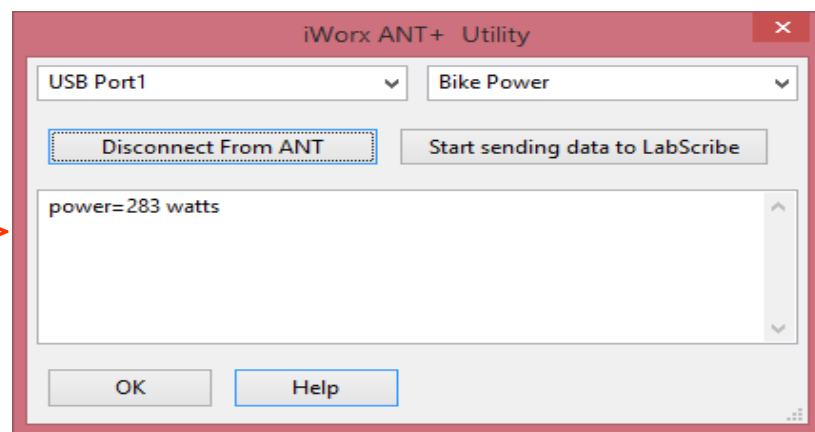 iWorx ANT+ Utility
USB Port1 Bike Power
Disconnect From ANT Start sending data to LabScribe
power=283 watts
OK Help